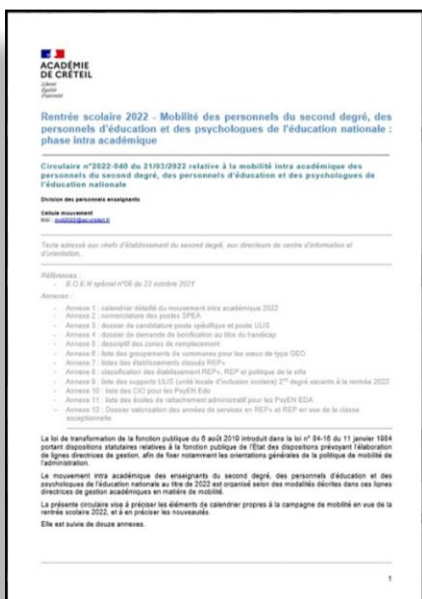 ACADÉMIE
DE CRÉTEIL
Liberté
Égalité
Fraternité
Rentrée scolaire 2022 - Mobilité des personnels du second degré, des
personnels d'éducation et des psychologues de l'éducation nationale :
phase intra académique
Circulaire n°2022-040 du 21/03/2022 relative à la mobilité intra académique des
personnels du second degré, des personnels d'éducation et des psychologues de
l'éducation nationale
Division des personnels enseignants
Cellule mouvement
Mél : mvt2022@ac-creteil.fr
Texte adressé aux chefs d'établissement du second degré, aux directeurs de centre d'information et
d'orientation,
Références :
- B.O E.N spécial n°06 du 23 octobre 2021
Annexes :
- Annexe 1 : calendrier détaillé du mouvement intra académique 2022
- Annexe 2 : nomenclature des postes SPEA
- Annexe 3 : dossier de candidature poste spécifique et poste ULIS
- Annexe 4 : dossier de demande de bonification au titre du handicap
- Annexe 5 : descriptif des zones de remplacement
- Annexe 6 : liste des groupements de communes pour les vœux de type GEO
- Annexe 7 : listes des établissements classés REP+
- Annexe 8 : classification des établissement REP+, REP et politique de la ville
- Annexe 9 : liste des supports ULIS (unité locale d'inclusion scolaire) 2nd degré vacants à la rentrée 2022
- Annexe 10 : liste des CIO pour les PsyEN Edo
- Annexe 11 : liste des écoles de rattachement administratif pour les PsyEN EDA
- Annexe 12 : Dossier valorisation des années de services en REP+ et REP en vue de la classe
exceptionnelle
La loi de transformation de la fonction publique du 6 août 2019 introduit dans la loi n° 84-16 du 11 janvier 1984
portant dispositions statutaires relatives à la fonction publique de l'État des dispositions prévoyant l'élaboration
de lignes directrices de gestion, afin de fixer notamment les orientations générales de la politique de mobilité de
l'administration.
Le mouvement intra académique des enseignants du second degré, des personnels d'éducation et des
psychologues de l'éducation nationale au titre de 2022 est organisé selon des modalités décrites dans ces lignes
directrices de gestion académiques en matière de mobilité.
La présente circulaire vise à préciser les éléments de calendrier propres à la campagne de mobilité en vue de la
rentrée scolaire 2022, et à en préciser les nouveautés.
Elle est suivie de douze annexes.
1